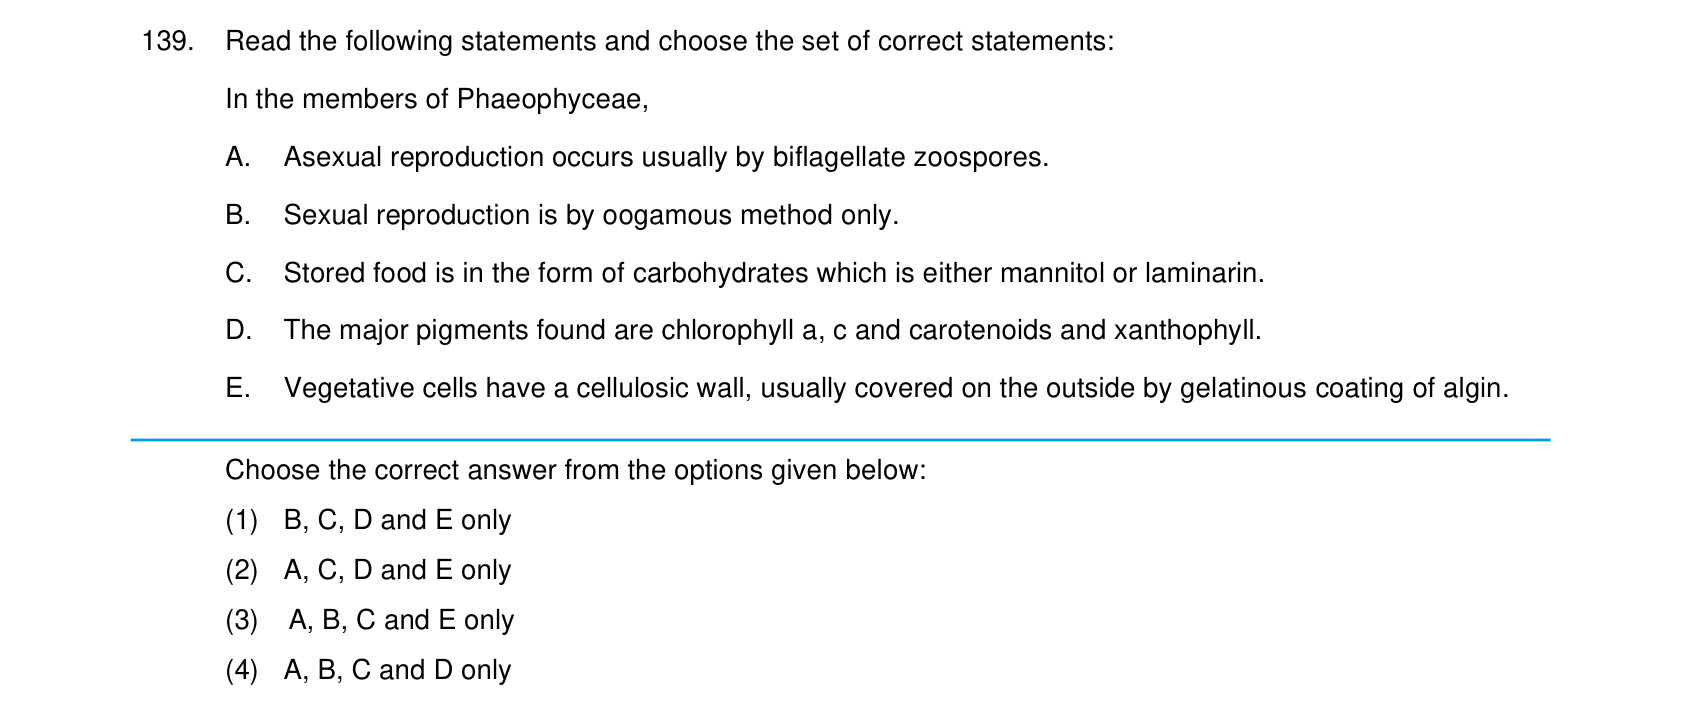 139. Read the following statements and choose the set of correct statements:
In the members of Phaeophyceae,
A. Asexual reproduction occurs usually by biflagellate zoospores.
B. Sexual reproduction is by oogamous method only.
C. Stored food is in the form of carbohydrates which is either mannitol or laminarin.
D. The major pigments found are chlorophyll a, c and carotenoids and xanthophyll.
E. Vegetative cells have a cellulosic wall, usually covered on the outside by gelatinous coating of algin.
Choose the correct answer from the options given below:
(1) B, C, D and E only
(2) A, C, D and E only
(3) A, B, C and E only
(4) A, B, C and D only